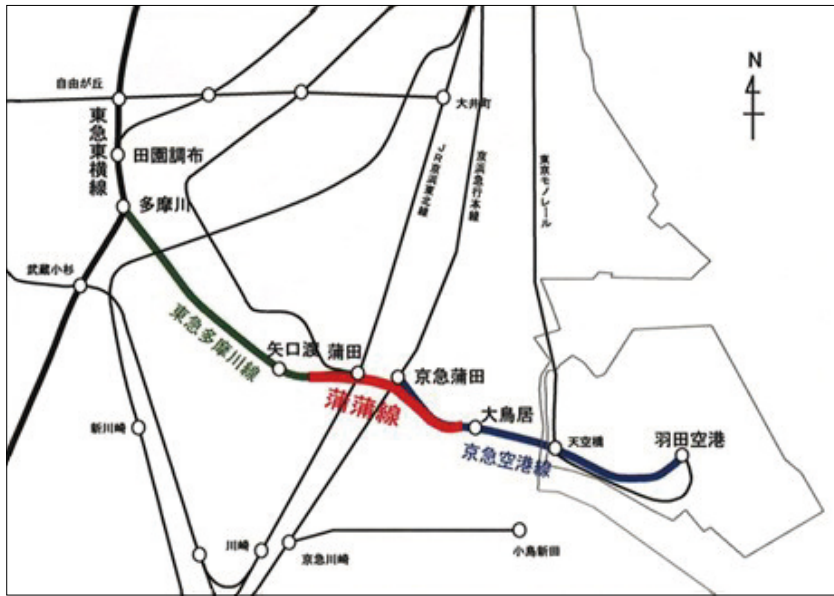 N
自由が丘
大井町
東急東横線
田園調布
多摩川
JR京浜東北線
京浜急行本線
東京モノレール
武蔵小杉
東急多摩川線
矢口渡
蒲田
京急蒲田
蒲蒲線
大鳥居
京急空港線
天空橋
羽田空港
新川崎
川崎
京急川崎
小島新田